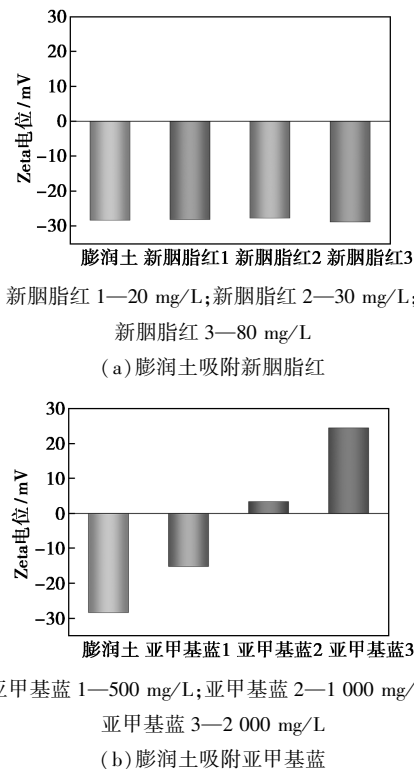 30
20
10
0
−10
−20
−30
Zeta电位/mV
膨润土 新胭脂红1 新胭脂红2 新胭脂红3
新胭脂红 1—20 mg/L;新胭脂红 2—30 mg/L;
新胭脂红 3—80 mg/L
(a)膨润土吸附新胭脂红
30
20
10
0
−10
−20
−30
Zeta电位/mV
膨润土 亚甲基蓝1 亚甲基蓝2 亚甲基蓝3
亚甲基蓝 1—500 mg/L;亚甲基蓝 2—1 000 mg/
亚甲基蓝 3—2 000 mg/L
(b)膨润土吸附亚甲基蓝